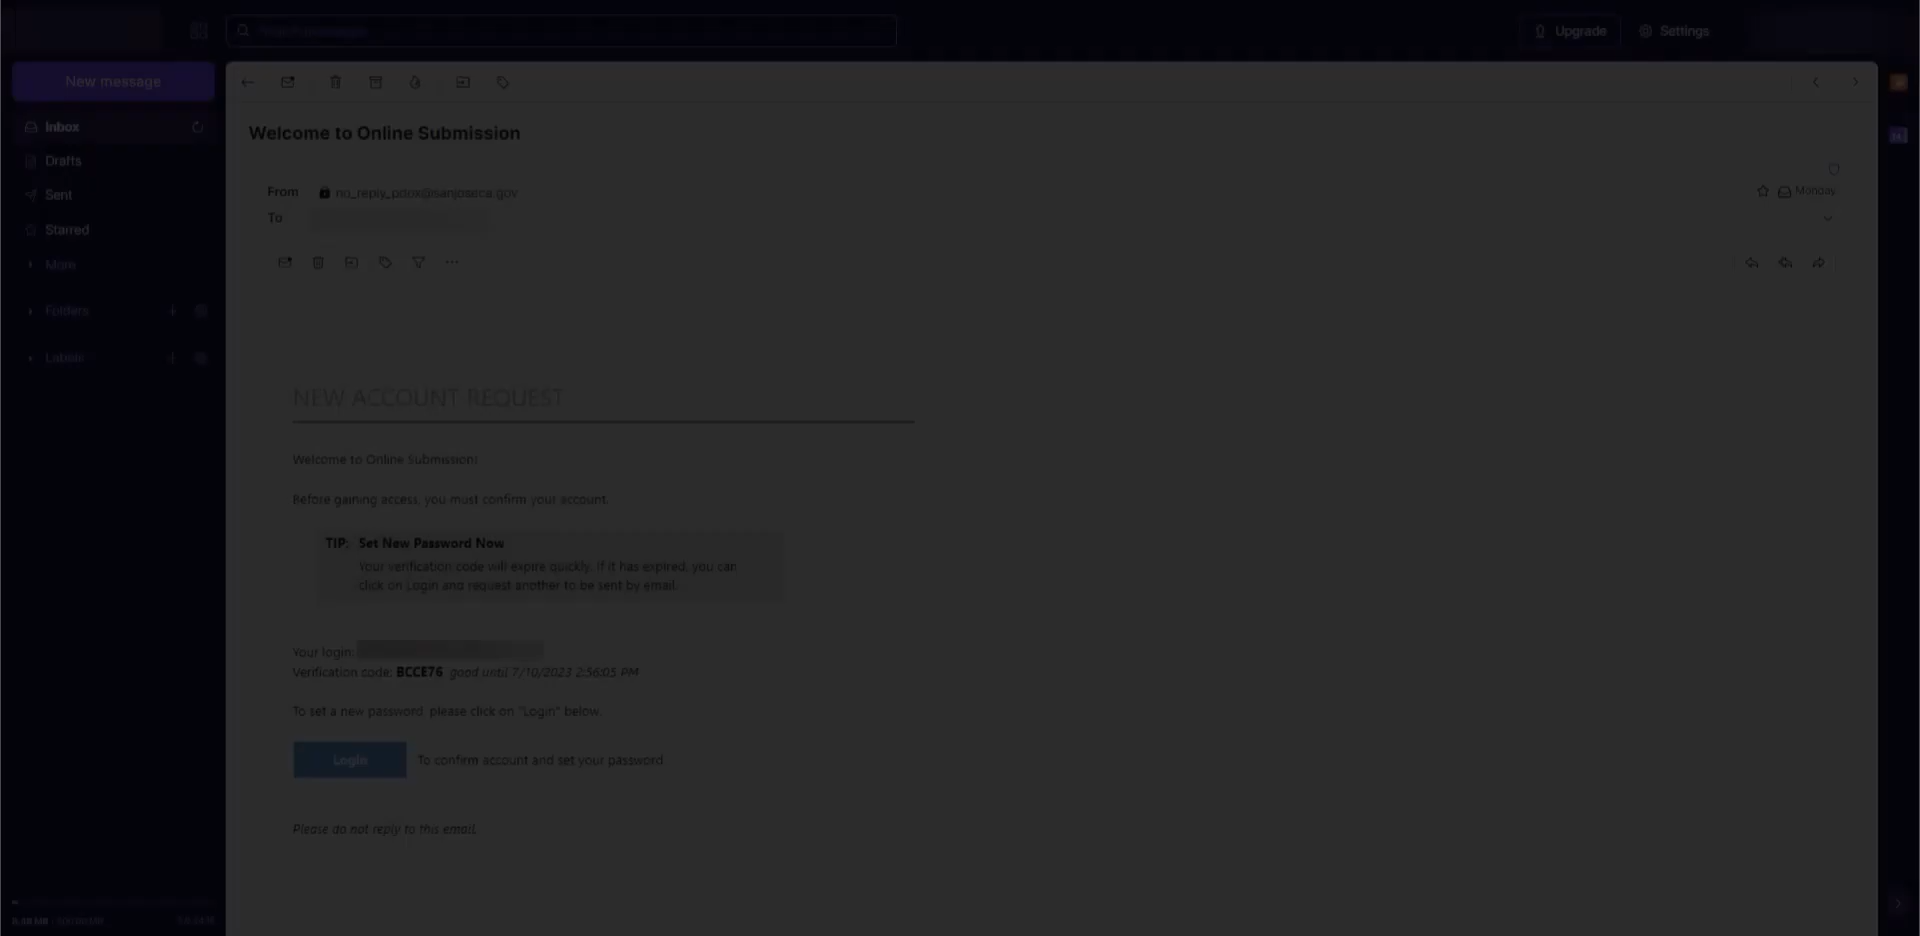 Upgrade
Settings
New message
Inbox
Drafts
Sent
Starred
More
Folders
Labels
Welcome to Online Submission
From no_reply_pdox@sanjoseca.gov
Monday
To
NEW ACCOUNT REQUEST
Welcome to Online Submission!
Before gaining access, you must confirm your account.
TIP: Set New Password Now
Your verification code will expire quickly. If it has expired, you can
click on Login and request another to be sent by email.
Your login:
Verification code: BCCE76 good until 7/10/2023 2:56:05 PM
To set a new password please click on "Login" below.
Login To confirm account and set your password
Please do not reply to this email.